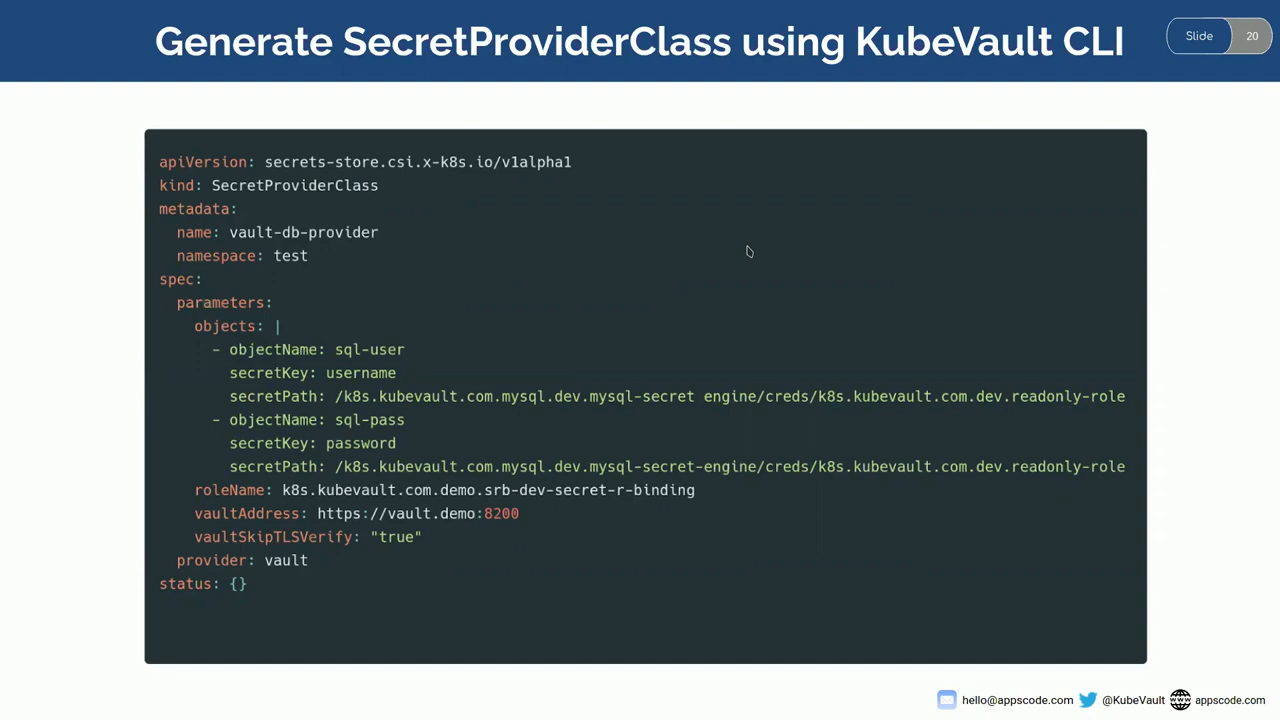 Generate SecretProviderClass using KubeVault CLI
Slide 20
apiVersion: secrets-store.csi.x-k8s.io/v1alpha1
kind: SecretProviderClass
metadata:
  name: vault-db-provider
  namespace: test
spec:
  parameters:
    objects: |
      - objectName: sql-user
        secretKey: username
        secretPath: /k8s.kubevault.com.mysql.dev.mysql-secret engine/creds/k8s.kubevault.com.dev.readonly-role
      - objectName: sql-pass
        secretKey: password
        secretPath: /k8s.kubevault.com.mysql.dev.mysql-secret-engine/creds/k8s.kubevault.com.dev.readonly-role
    roleName: k8s.kubevault.com.demo.srb-dev-secret-r-binding
    vaultAddress: https://vault.demo:8200
    vaultSkipTLSVerify: "true"
  provider: vault
status: {}
hello@appscode.com @KubeVault appscode.com